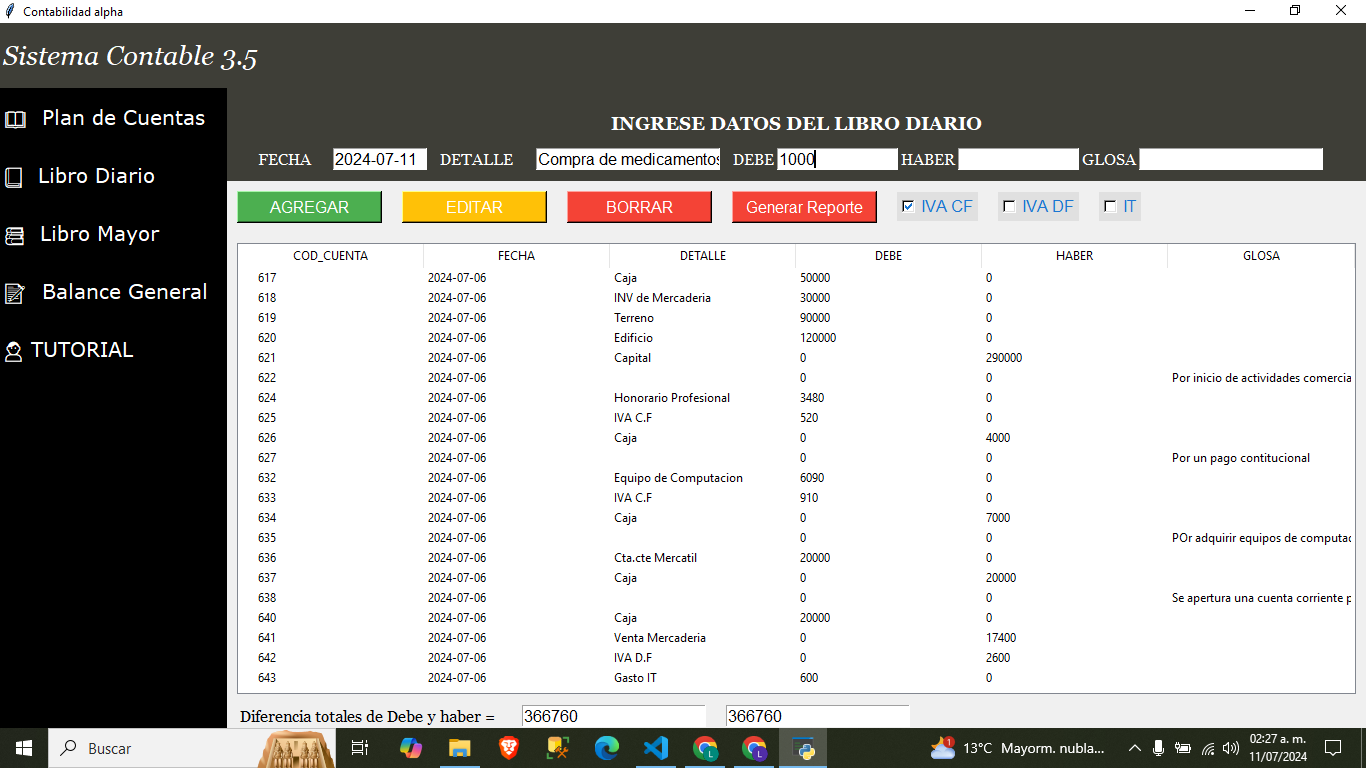 Contabilidad alpha
Sistema Contable 3.5
Plan de Cuentas
Libro Diario
Libro Mayor
Balance General
TUTORIAL
INGRESE DATOS DEL LIBRO DIARIO
FECHA 2024-07-11 DETALLE Compra de medicamentos DEBE 1000 HABER GLOSA
AGREGAR EDITAR BORRAR Generar Reporte IVA CF IVA DF IT
COD_CUENTA FECHA DETALLE DEBE HABER GLOSA
617 2024-07-06 Caja 50000 0
618 2024-07-06 INV de Mercaderia 30000 0
619 2024-07-06 Terreno 90000 0
620 2024-07-06 Edificio 120000 0
621 2024-07-06 Capital 0 290000
622 2024-07-06 0 0 Por inicio de actividades comercia
624 2024-07-06 Honorario Profesional 3480 0
625 2024-07-06 IVA C.F 520 0
626 2024-07-06 Caja 0 4000
627 2024-07-06 0 0 Por un pago contitucional
632 2024-07-06 Equipo de Computacion 6090 0
633 2024-07-06 IVA C.F 910 0
634 2024-07-06 Caja 0 7000
635 2024-07-06 0 0 POr adquirir equipos de computac
636 2024-07-06 Cta.cte Mercatil 20000 0
637 2024-07-06 Caja 0 20000
638 2024-07-06 0 0 Se apertura una cuenta corriente p
640 2024-07-06 Caja 20000 0
641 2024-07-06 Venta Mercaderia 0 17400
642 2024-07-06 IVA D.F 0 2600
643 2024-07-06 Gasto IT 600 0
Diferencia totales de Debe y haber = 366760 366760
Buscar
L
L
1
13°C Mayorm. nubla...
02:27 a. m.
11/07/2024